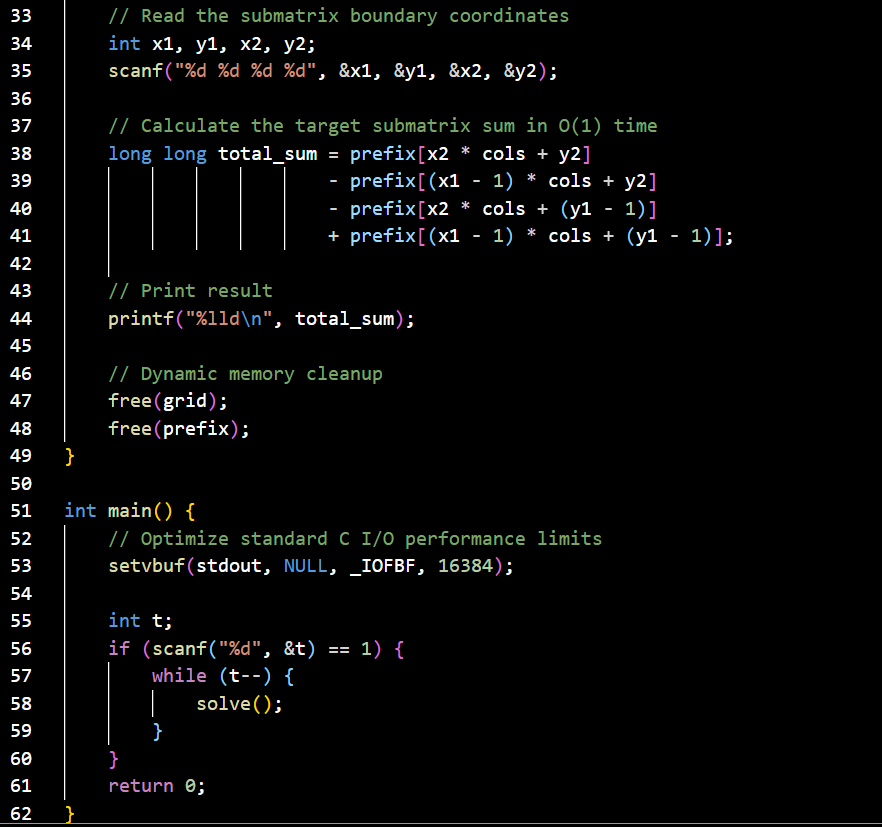 33 // Read the submatrix boundary coordinates
34 int x1, y1, x2, y2;
35 scanf("%d %d %d %d", &x1, &y1, &x2, &y2);
36
37 // Calculate the target submatrix sum in O(1) time
38 long long total_sum = prefix[x2 * cols + y2]
39 - prefix[(x1 - 1) * cols + y2]
40 - prefix[x2 * cols + (y1 - 1)]
41 + prefix[(x1 - 1) * cols + (y1 - 1)];
42
43 // Print result
44 printf("%lld\n", total_sum);
45
46 // Dynamic memory cleanup
47 free(grid);
48 free(prefix);
49 }
50
51 int main() {
52 // Optimize standard C I/O performance limits
53 setvbuf(stdout, NULL, _IOFBF, 16384);
54
55 int t;
56 if (scanf("%d", &t) == 1) {
57 while (t--) {
58 solve();
59 }
60 }
61 return 0;
62 }